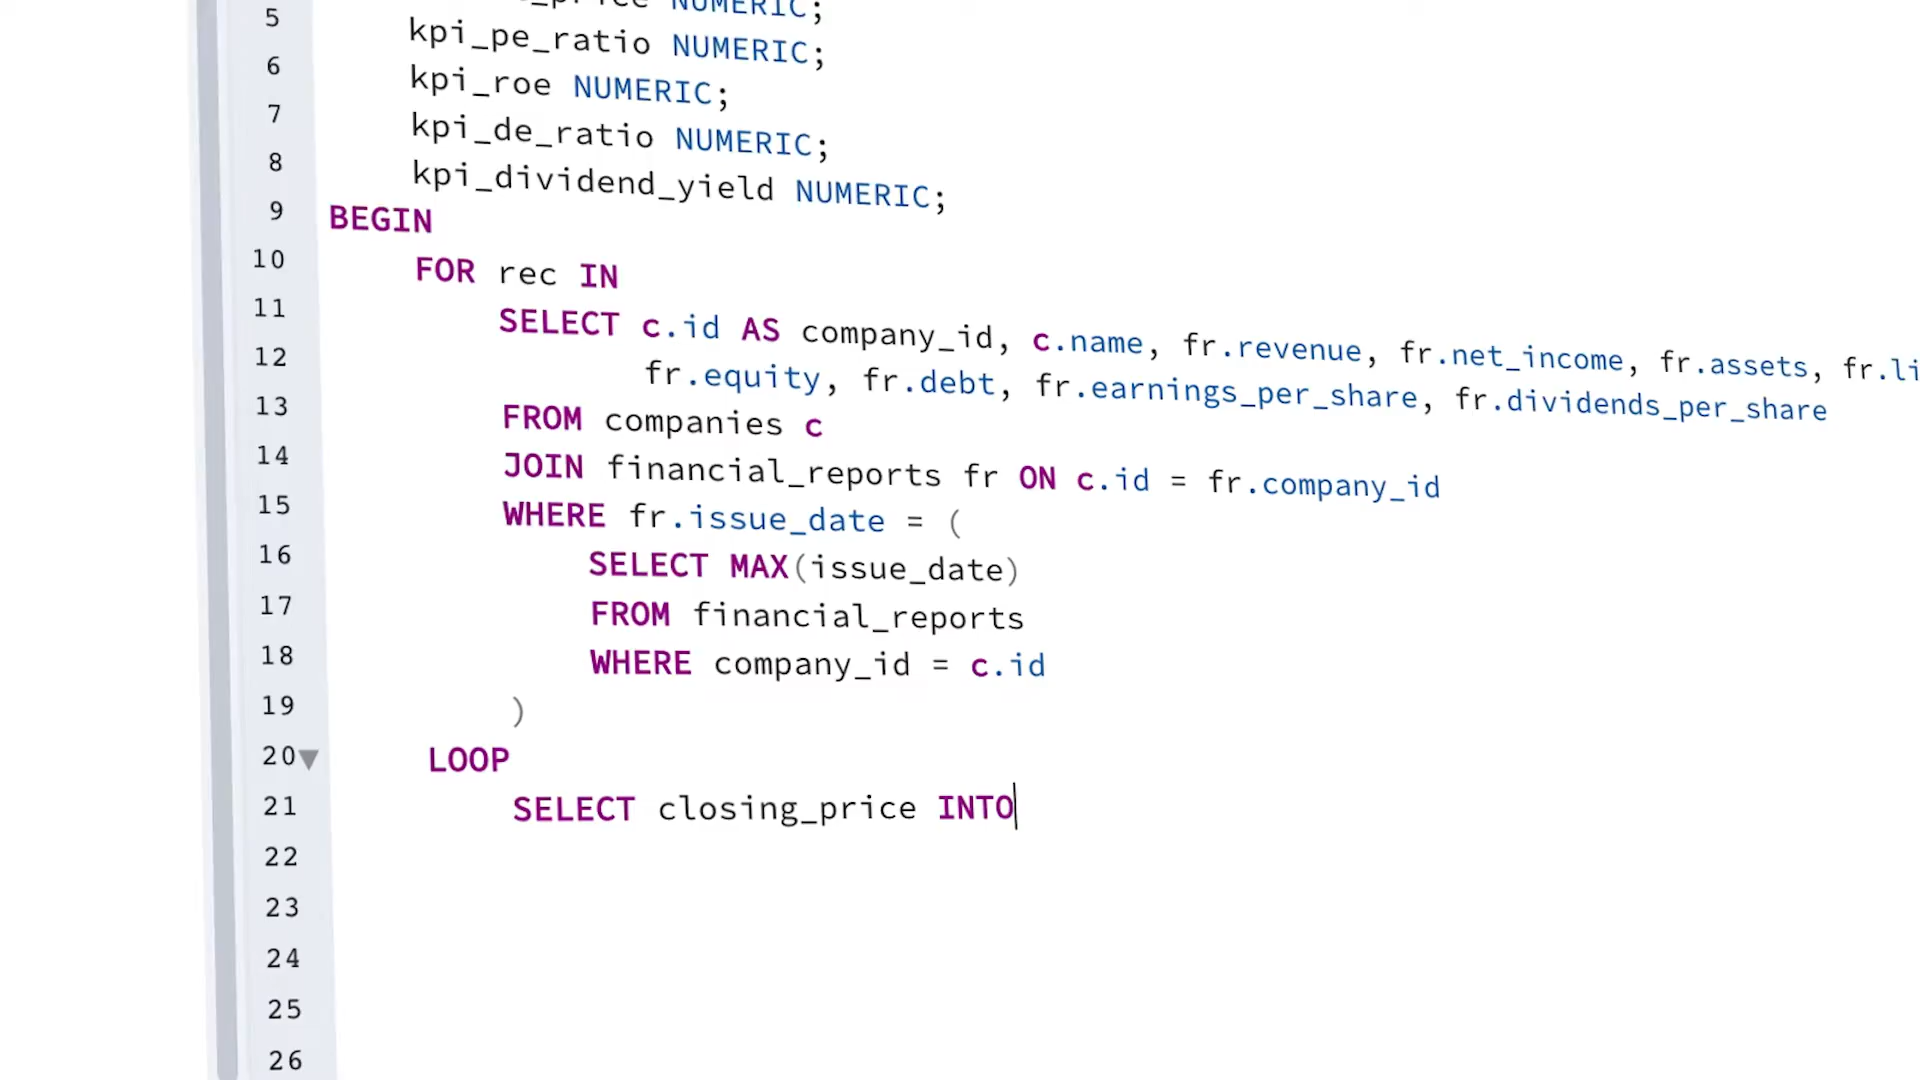 5 NUMERIC;
6 kpi_pe_ratio NUMERIC;
7 kpi_roe NUMERIC;
8 kpi_de_ratio NUMERIC;
kpi_dividend_yield NUMERIC;
9 BEGIN
10 FOR rec IN
11 SELECT c.id AS company_id, c.name, fr.revenue, fr.net_income, fr.assets, fr.li
12 fr.equity, fr.debt, fr.earnings_per_share, fr.dividends_per_share
13 FROM companies c
14 JOIN financial_reports fr ON c.id = fr.company_id
15 WHERE fr.issue_date = (
16 SELECT MAX(issue_date)
17 FROM financial_reports
18 WHERE company_id = c.id
19 )
20 LOOP
21 SELECT closing_price INTO
22
23
24
25
26